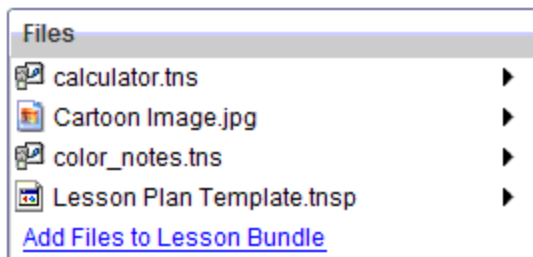 Files
calculator.tns
Cartoon Image.jpg
color_notes.tns
Lesson Plan Template.tnsp
Add Files to Lesson Bundle